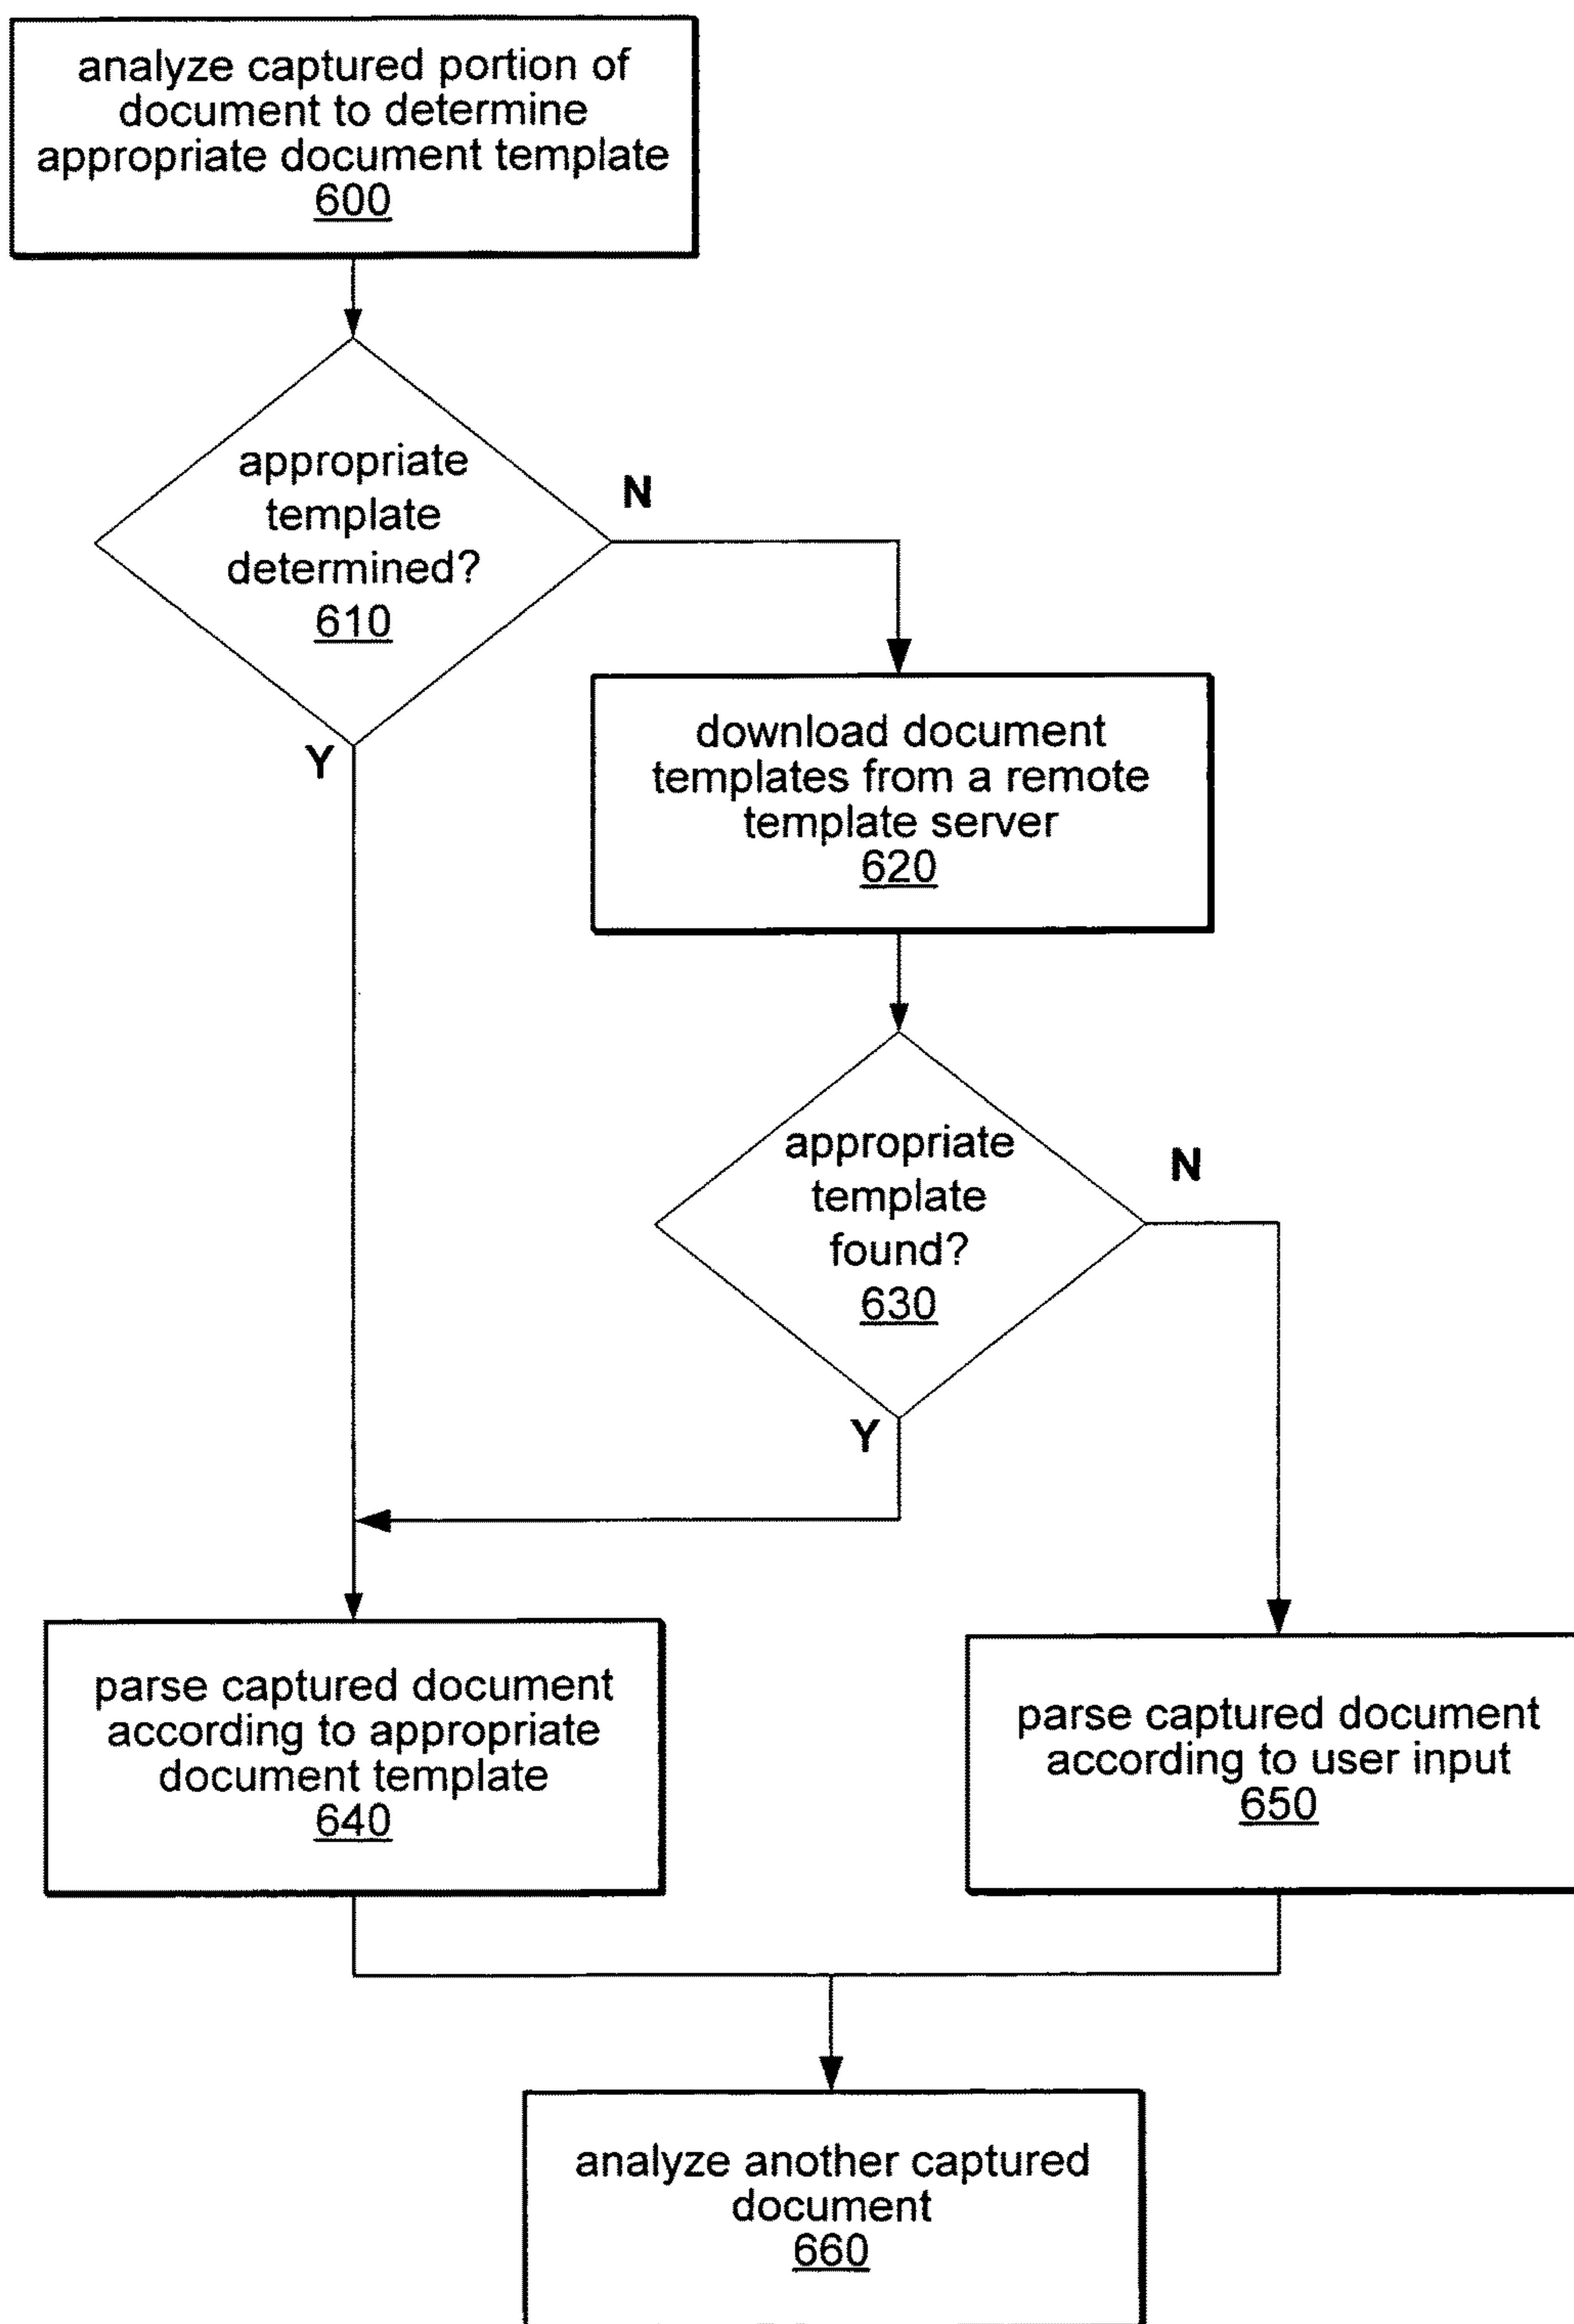 analyze captured portion of
document to determine
appropriate document template
600
appropriate
template
determined?
610
N
Y
download document
templates from a remote
template server
620
appropriate
template
found?
630
N
Y
parse captured document
according to appropriate
document template
640
parse captured document
according to user input
650
analyze another captured
document
660